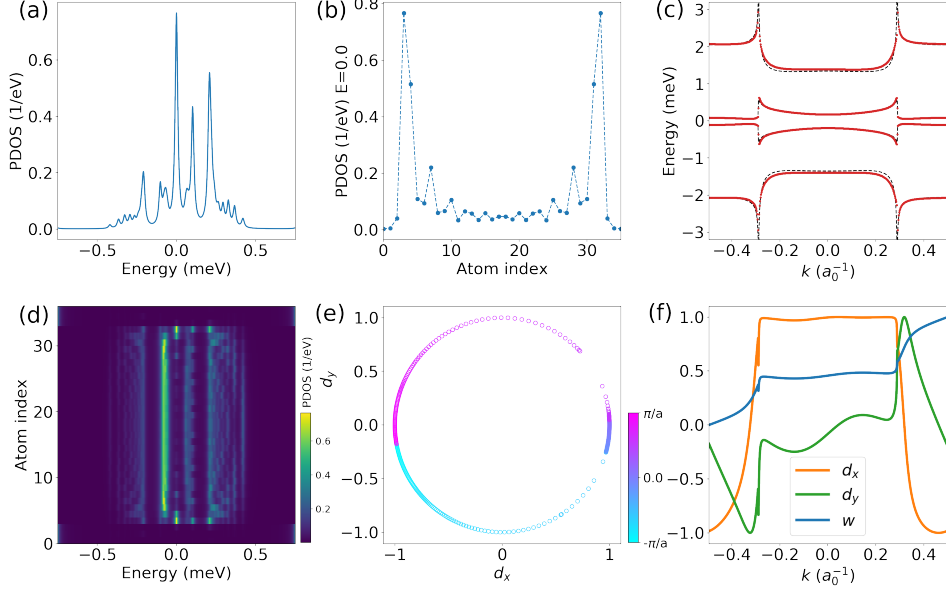 (a)
PDOS (1/eV)
0.6
0.4
0.2
0.0
−0.5 0.0 0.5
Energy (meV)
(b)
PDOS (1/eV) E=0.0
0.8
0.6
0.4
0.2
0.0
0 10 20 30
Atom index
(c)
Energy (meV)
3
2
1
0
−1
−2
−3
−0.4 −0.2 0.0 0.2 0.4
k (a₀⁻¹)
(d)
Atom index
30
20
10
0
−0.5 0.0 0.5
Energy (meV)
PDOS (1/eV)
0.6
0.4
0.2
(e)
d_y
1.0
0.5
0.0
−0.5
−1.0
−1 0 1
d_x
π/a
0.0
-π/a
(f)
1.0
0.5
0.0
−0.5
−1.0
d_x
d_y
w
−0.4 −0.2 0.0 0.2 0.4
k (a₀⁻¹)